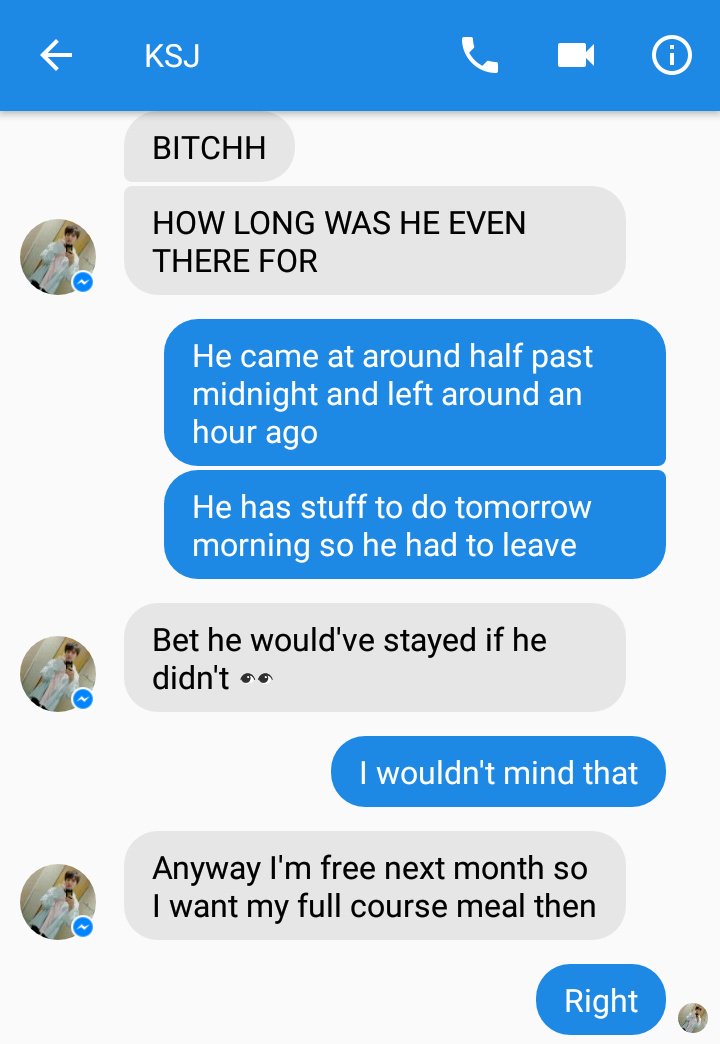 KSJ
BITCHH
HOW LONG WAS HE EVEN
THERE FOR
He came at around half past
midnight and left around an
hour ago
He has stuff to do tomorrow
morning so he had to leave
Bet he would've stayed if he
didn't 👀
I wouldn't mind that
Anyway I'm free next month so
I want my full course meal then
Right